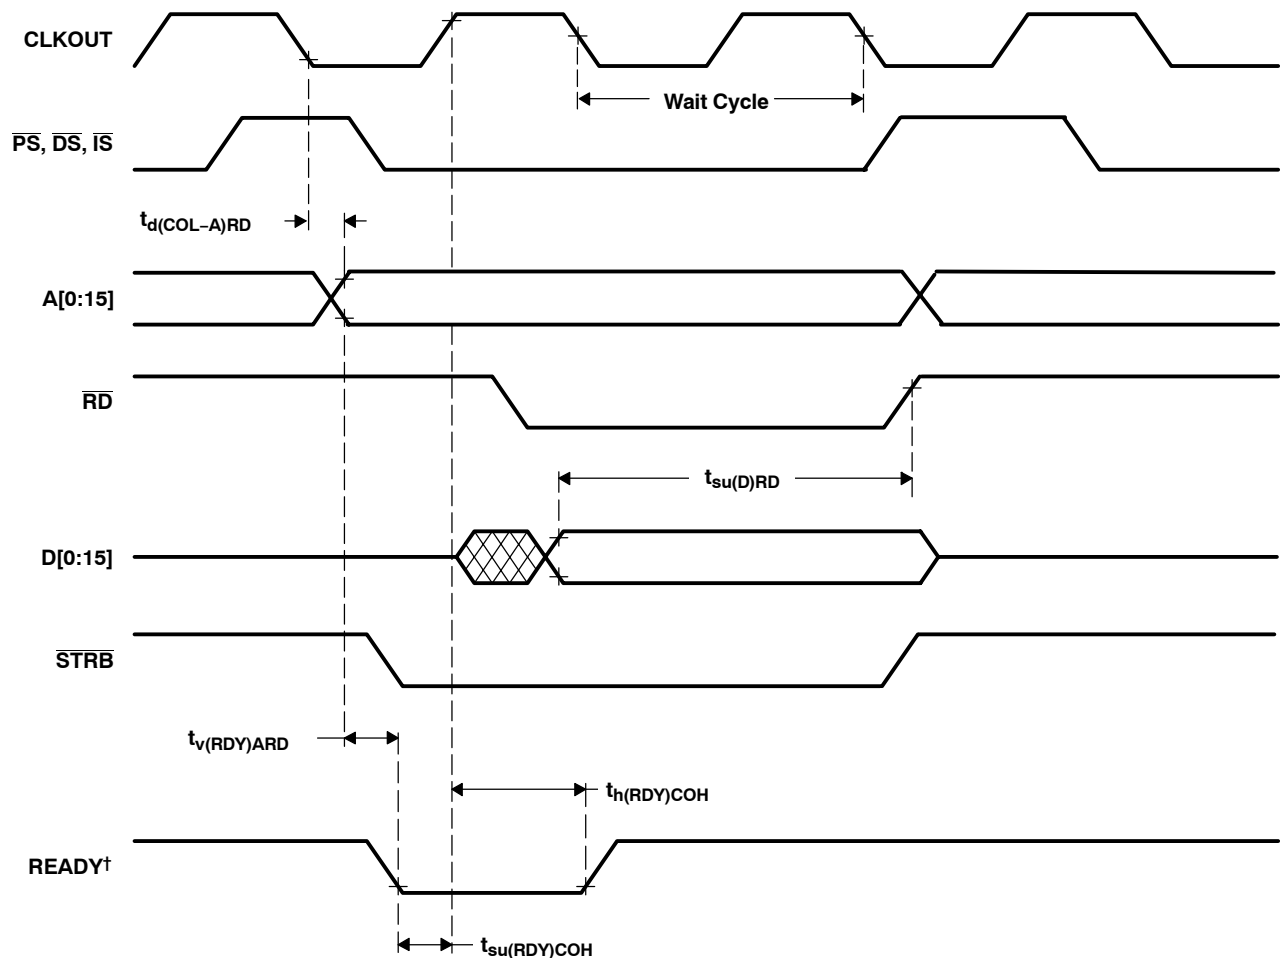 CLKOUT
Wait Cycle
PS, DS, IS
td(COL–A)RD
A[0:15]
RD
tsu(D)RD
D[0:15]
STRB
tv(RDY)ARD
th(RDY)COH
READY†
tsu(RDY)COH